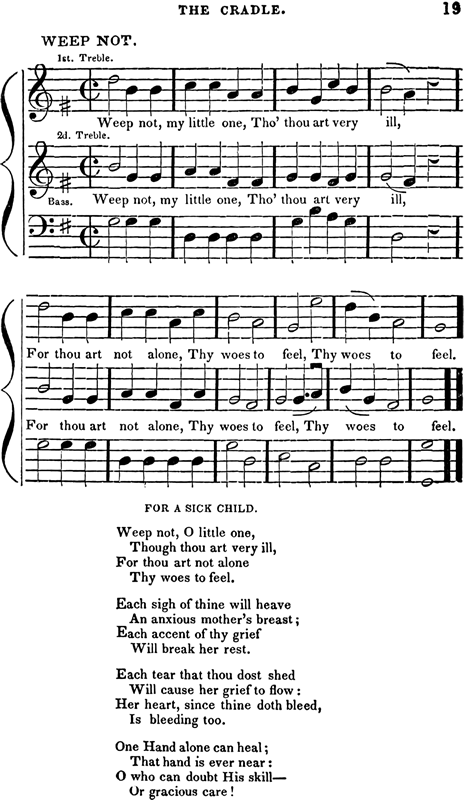 THE CRADLE. 19
WEEP NOT.
1st. Treble.
Weep not, my little one, Tho' thou art very ill,
2d. Treble.
Weep not, my little one, Tho' thou art very ill,
Bass.
For thou art not alone, Thy woes to feel, Thy woes to feel.
For thou art not alone, Thy woes to feel, Thy woes to feel.
FOR A SICK CHILD.
Weep not, O little one,
Though thou art very ill,
For thou art not alone
Thy woes to feel.
Each sigh of thine will heave
An anxious mother's breast;
Each accent of thy grief
Will break her rest.
Each tear that thou dost shed
Will cause her grief to flow:
Her heart, since thine doth bleed,
Is bleeding too.
One Hand alone can heal;
That hand is ever near:
O who can doubt His skill—
Or gracious care!